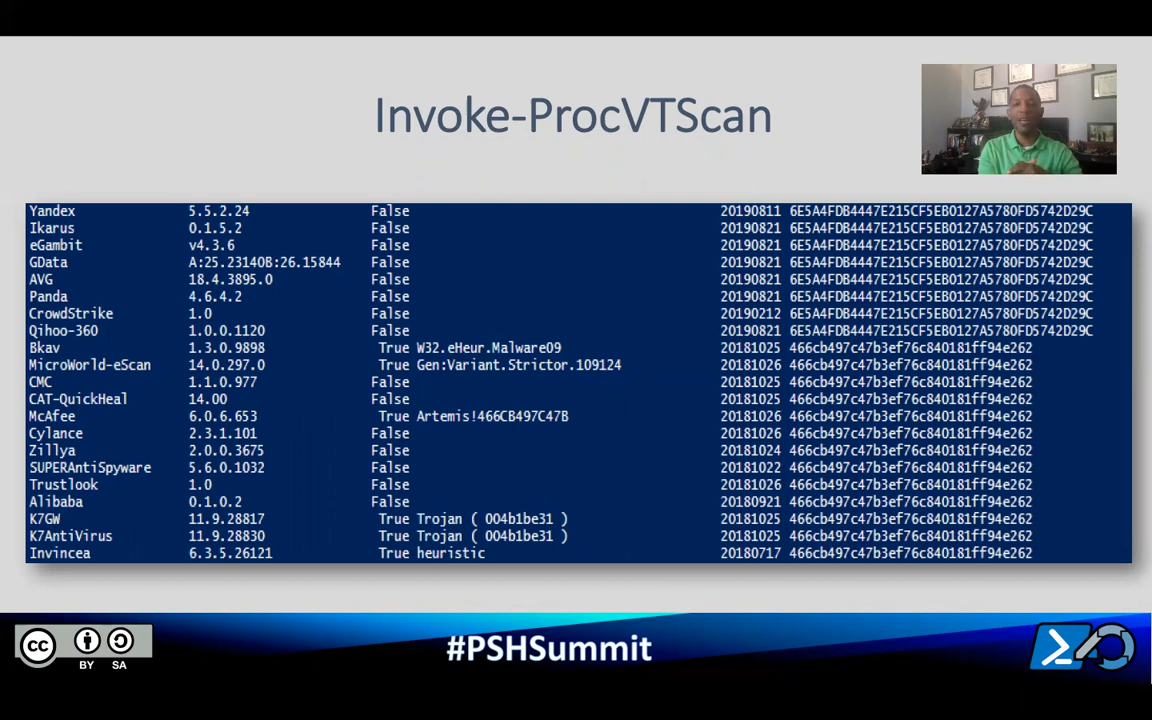 Invoke-ProcVTScan
Yandex 5.5.2.24 False 20190811 6E5A4FDB4447E215CF5EB0127A5780FD5742D29C
Ikarus 0.1.5.2 False 20190821 6E5A4FDB4447E215CF5EB0127A5780FD5742D29C
eGambit v4.3.6 False 20190821 6E5A4FDB4447E215CF5EB0127A5780FD5742D29C
GData A:25.23140B:26.15844 False 20190821 6E5A4FDB4447E215CF5EB0127A5780FD5742D29C
AVG 18.4.3895.0 False 20190821 6E5A4FDB4447E215CF5EB0127A5780FD5742D29C
Panda 4.6.4.2 False 20190821 6E5A4FDB4447E215CF5EB0127A5780FD5742D29C
CrowdStrike 1.0 False 20190212 6E5A4FDB4447E215CF5EB0127A5780FD5742D29C
Qihoo-360 1.0.0.1120 False 20190821 6E5A4FDB4447E215CF5EB0127A5780FD5742D29C
Bkav 1.3.0.9898 True W32.eHeur.Malware09 20181025 466cb497c47b3ef76c840181ff94e262
MicroWorld-eScan 14.0.297.0 True Gen:Variant.Strictor.109124 20181026 466cb497c47b3ef76c840181ff94e262
CMC 1.1.0.977 False 20181025 466cb497c47b3ef76c840181ff94e262
CAT-QuickHeal 14.00 False 20181025 466cb497c47b3ef76c840181ff94e262
McAfee 6.0.6.653 True Artemis!466CB497C47B 20181026 466cb497c47b3ef76c840181ff94e262
Cylance 2.3.1.101 False 20181026 466cb497c47b3ef76c840181ff94e262
Zillya 2.0.0.3675 False 20181024 466cb497c47b3ef76c840181ff94e262
SUPERAntiSpyware 5.6.0.1032 False 20181022 466cb497c47b3ef76c840181ff94e262
Trustlook 1.0 False 20181026 466cb497c47b3ef76c840181ff94e262
Alibaba 0.1.0.2 False 20180921 466cb497c47b3ef76c840181ff94e262
K7GW 11.9.28817 True Trojan ( 004b1be31 ) 20181025 466cb497c47b3ef76c840181ff94e262
K7AntiVirus 11.9.28830 True Trojan ( 004b1be31 ) 20181025 466cb497c47b3ef76c840181ff94e262
Invincea 6.3.5.26121 True heuristic 20180717 466cb497c47b3ef76c840181ff94e262
cc
BY SA
#PSHSummit